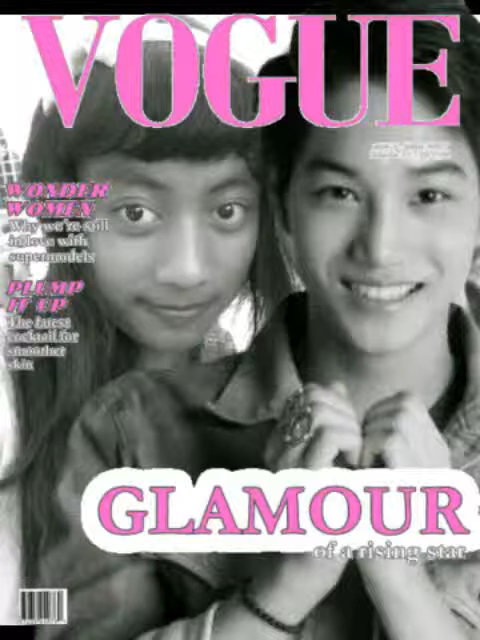 VOGUE
WONDER
WOMEN
Why we're still
in love with
supermodels
PLUMP
IT UP
The latest
cocktail for
smoother
skin
GLAMOUR
of a rising star